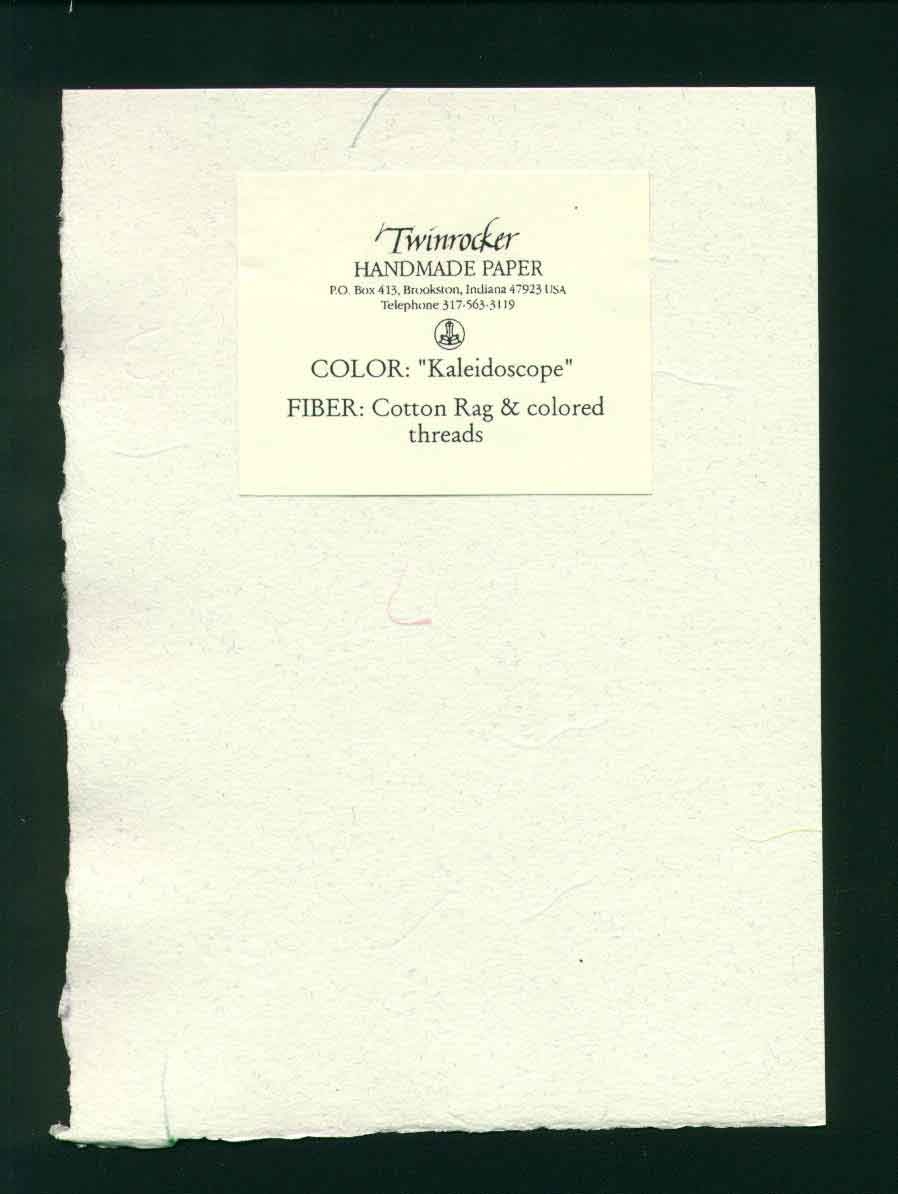 Twinrocker
HANDMADE PAPER
P.O. Box 413, Brookston, Indiana 47923 USA
Telephone 317-563-3119
COLOR: "Kaleidoscope"
FIBER: Cotton Rag & colored
threads